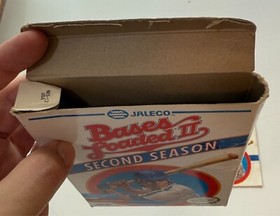 JALECO
Bases
Loaded II
SECOND SEASON